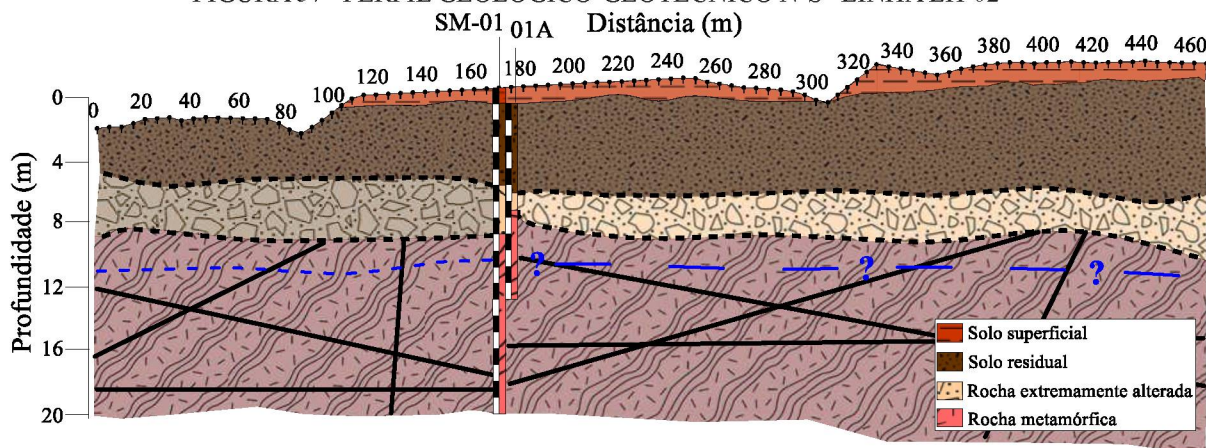 SM-01 01A Distância (m)
0 20 40 60 80 100 120 140 160 180 200 220 240 260 280 300 320 340 360 380 400 420 440 460
Profundidade (m)
0
4
8
12
16
20
? ? ?
Solo superficial
Solo residual
Rocha extremamente alterada
Rocha metamórfica